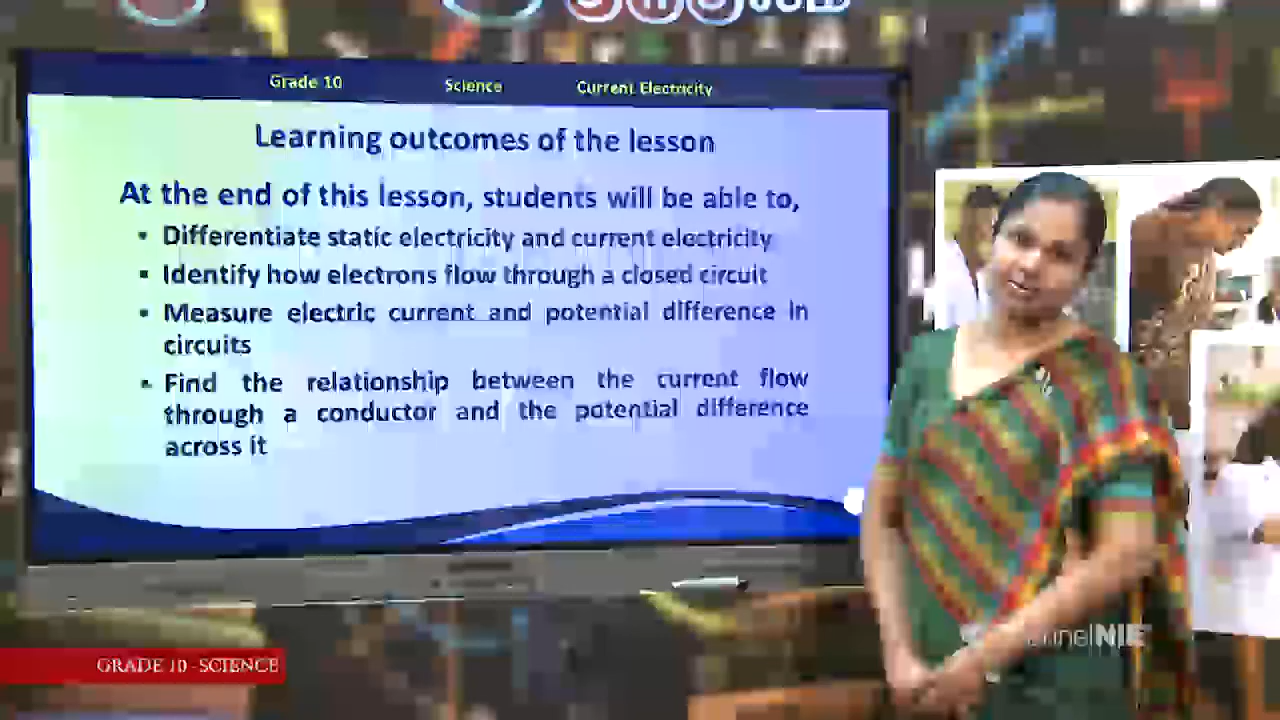 Grade 10 Science Current Electricity
Learning outcomes of the lesson
At the end of this lesson, students will be able to,
▪ Differentiate static electricity and current electricity
▪ Identify how electrons flow through a closed circuit
▪ Measure electric current and potential difference in
circuits
▪ Find the relationship between the current flow
through a conductor and the potential difference
across it
NIE
GRADE 10 - SCIENCE